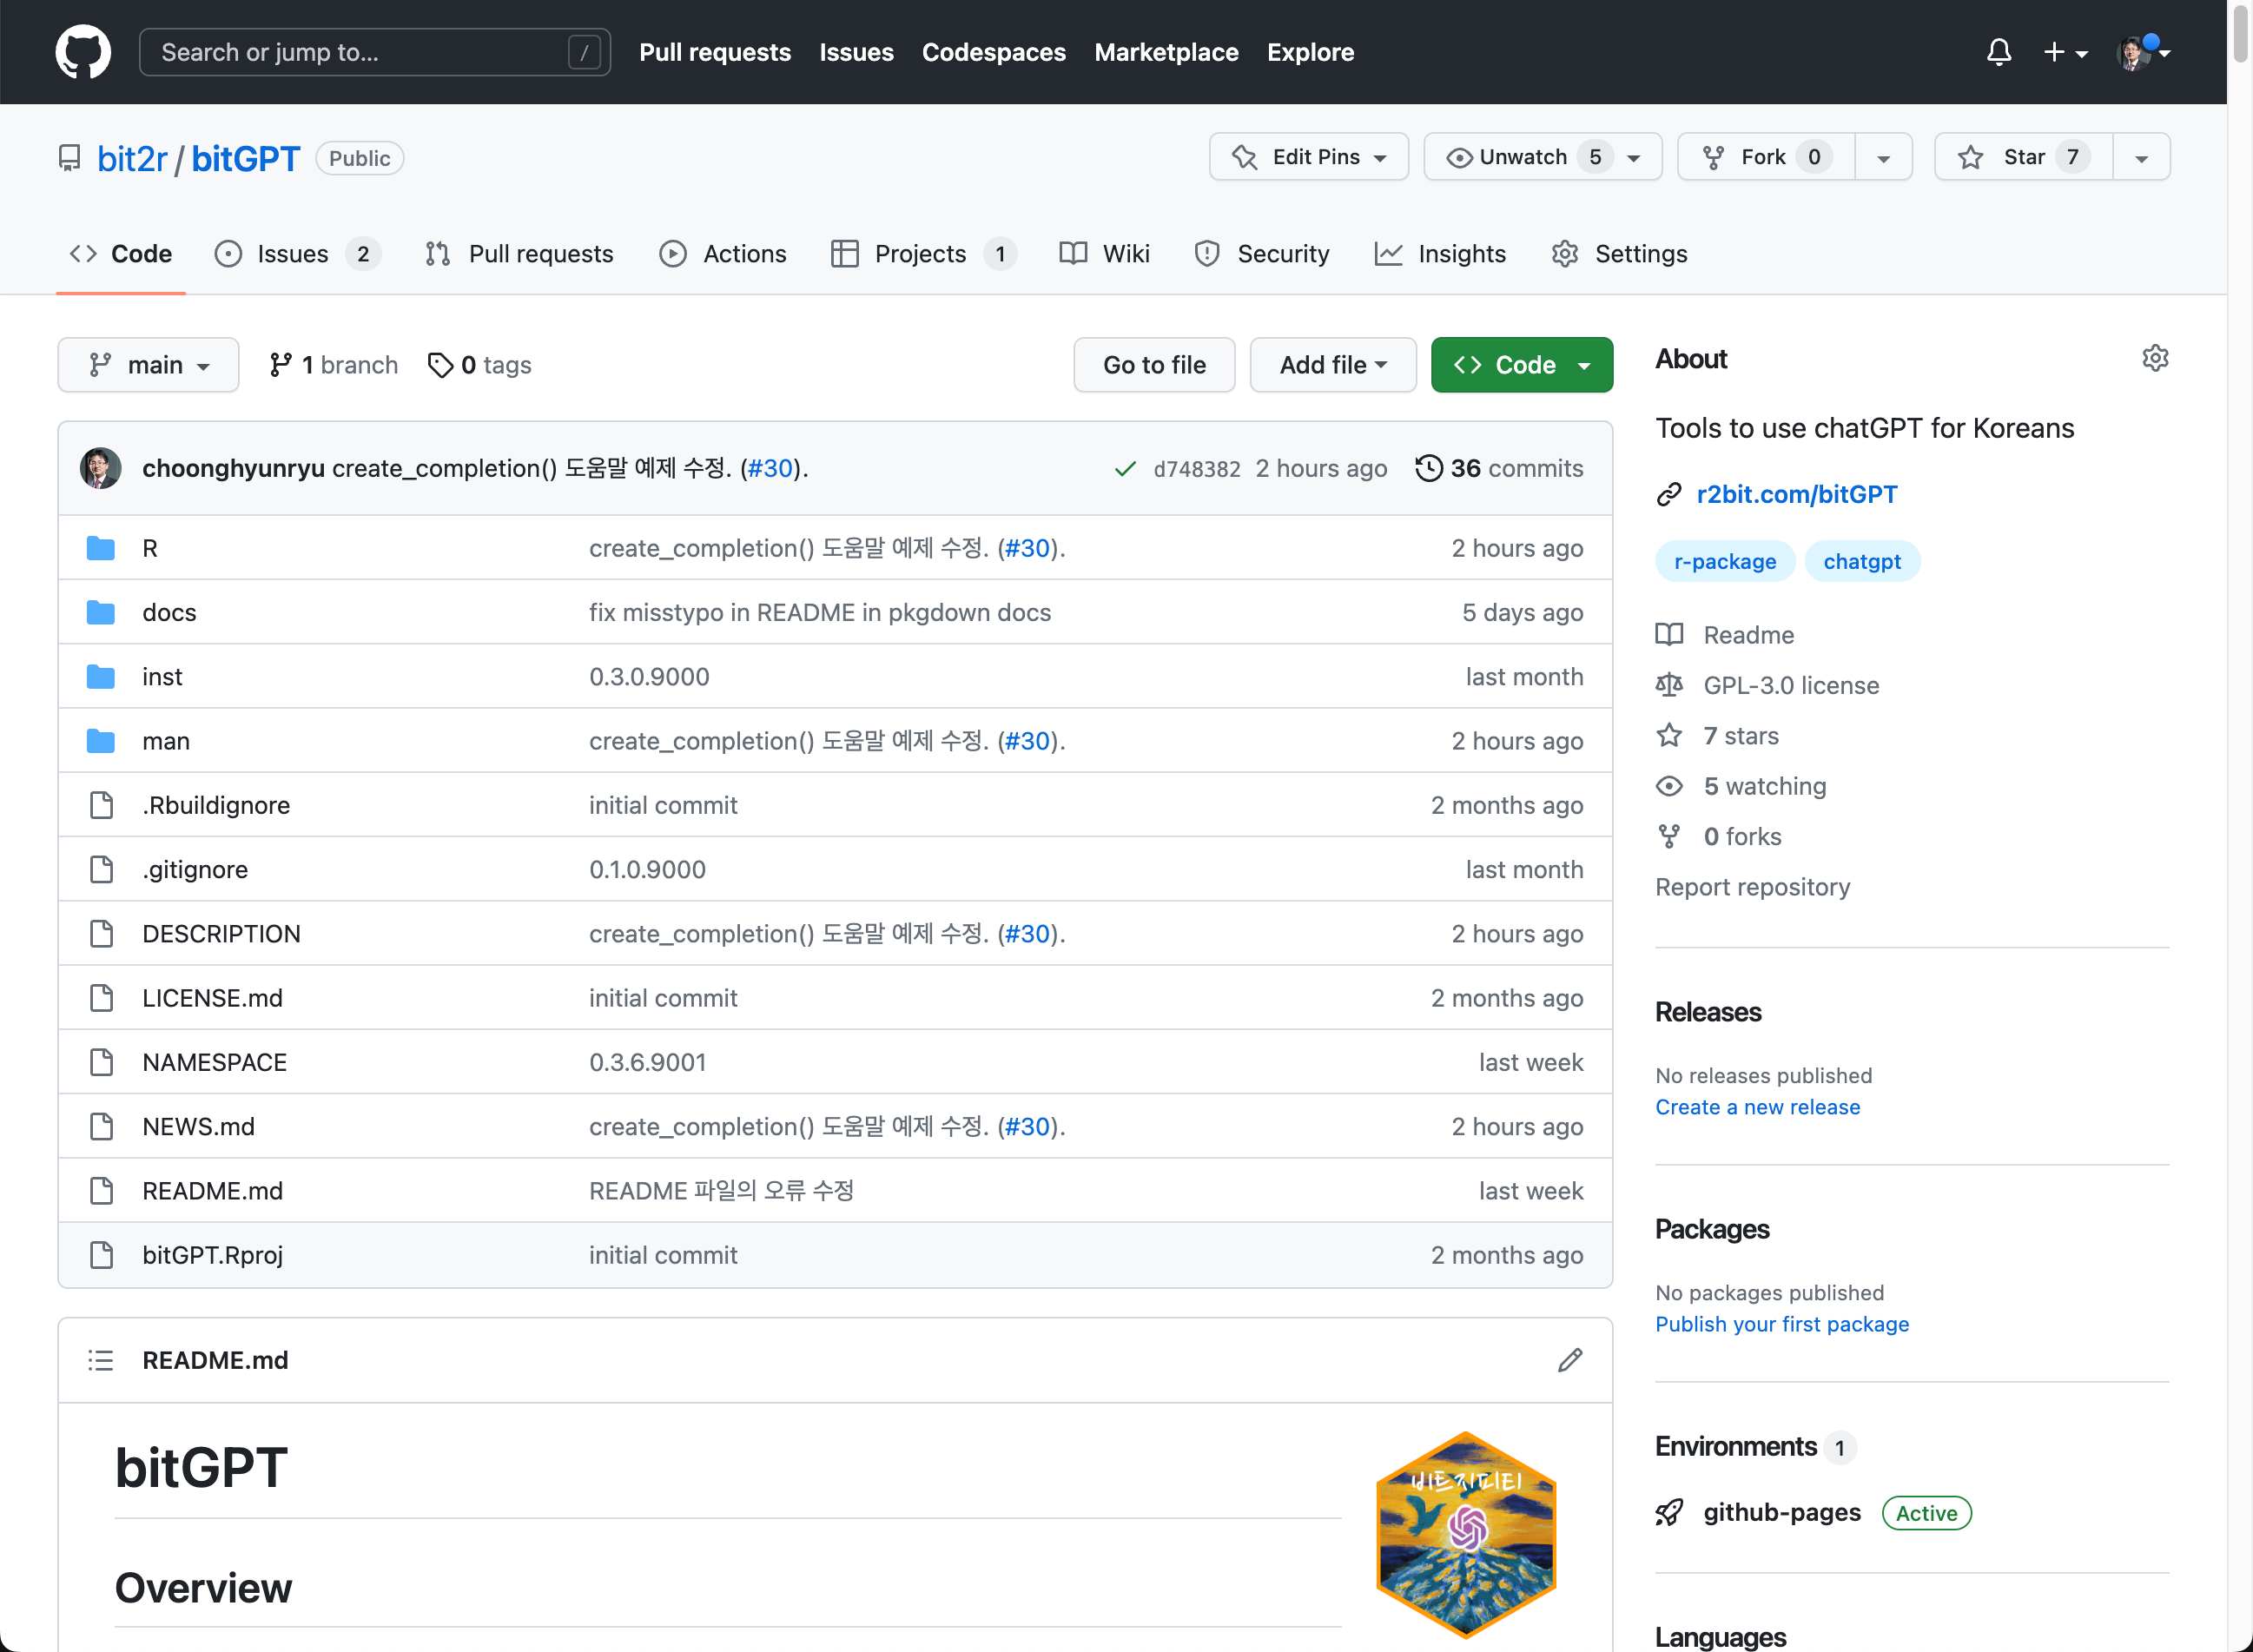 Search or jump to... /
Pull requests Issues Codespaces Marketplace Explore
bit2r / bitGPT Public
Edit Pins Unwatch 5 Fork 0 Star 7
Code Issues 2 Pull requests Actions Projects 1 Wiki Security Insights Settings
main 1 branch 0 tags Go to file Add file Code
choonghyunryu create_completion() 도움말 예제 수정. (#30). d748382 2 hours ago 36 commits
R create_completion() 도움말 예제 수정. (#30). 2 hours ago
docs fix misstypo in README in pkgdown docs 5 days ago
inst 0.3.0.9000 last month
man create_completion() 도움말 예제 수정. (#30). 2 hours ago
.Rbuildignore initial commit 2 months ago
.gitignore 0.1.0.9000 last month
DESCRIPTION create_completion() 도움말 예제 수정. (#30). 2 hours ago
LICENSE.md initial commit 2 months ago
NAMESPACE 0.3.6.9001 last week
NEWS.md create_completion() 도움말 예제 수정. (#30). 2 hours ago
README.md README 파일의 오류 수정 last week
bitGPT.Rproj initial commit 2 months ago
README.md
bitGPT
비트지피티
Overview
About
Tools to use chatGPT for Koreans
r2bit.com/bitGPT
r-package chatgpt
Readme
GPL-3.0 license
7 stars
5 watching
0 forks
Report repository
Releases
No releases published
Create a new release
Packages
No packages published
Publish your first package
Environments 1
github-pages Active
Languages